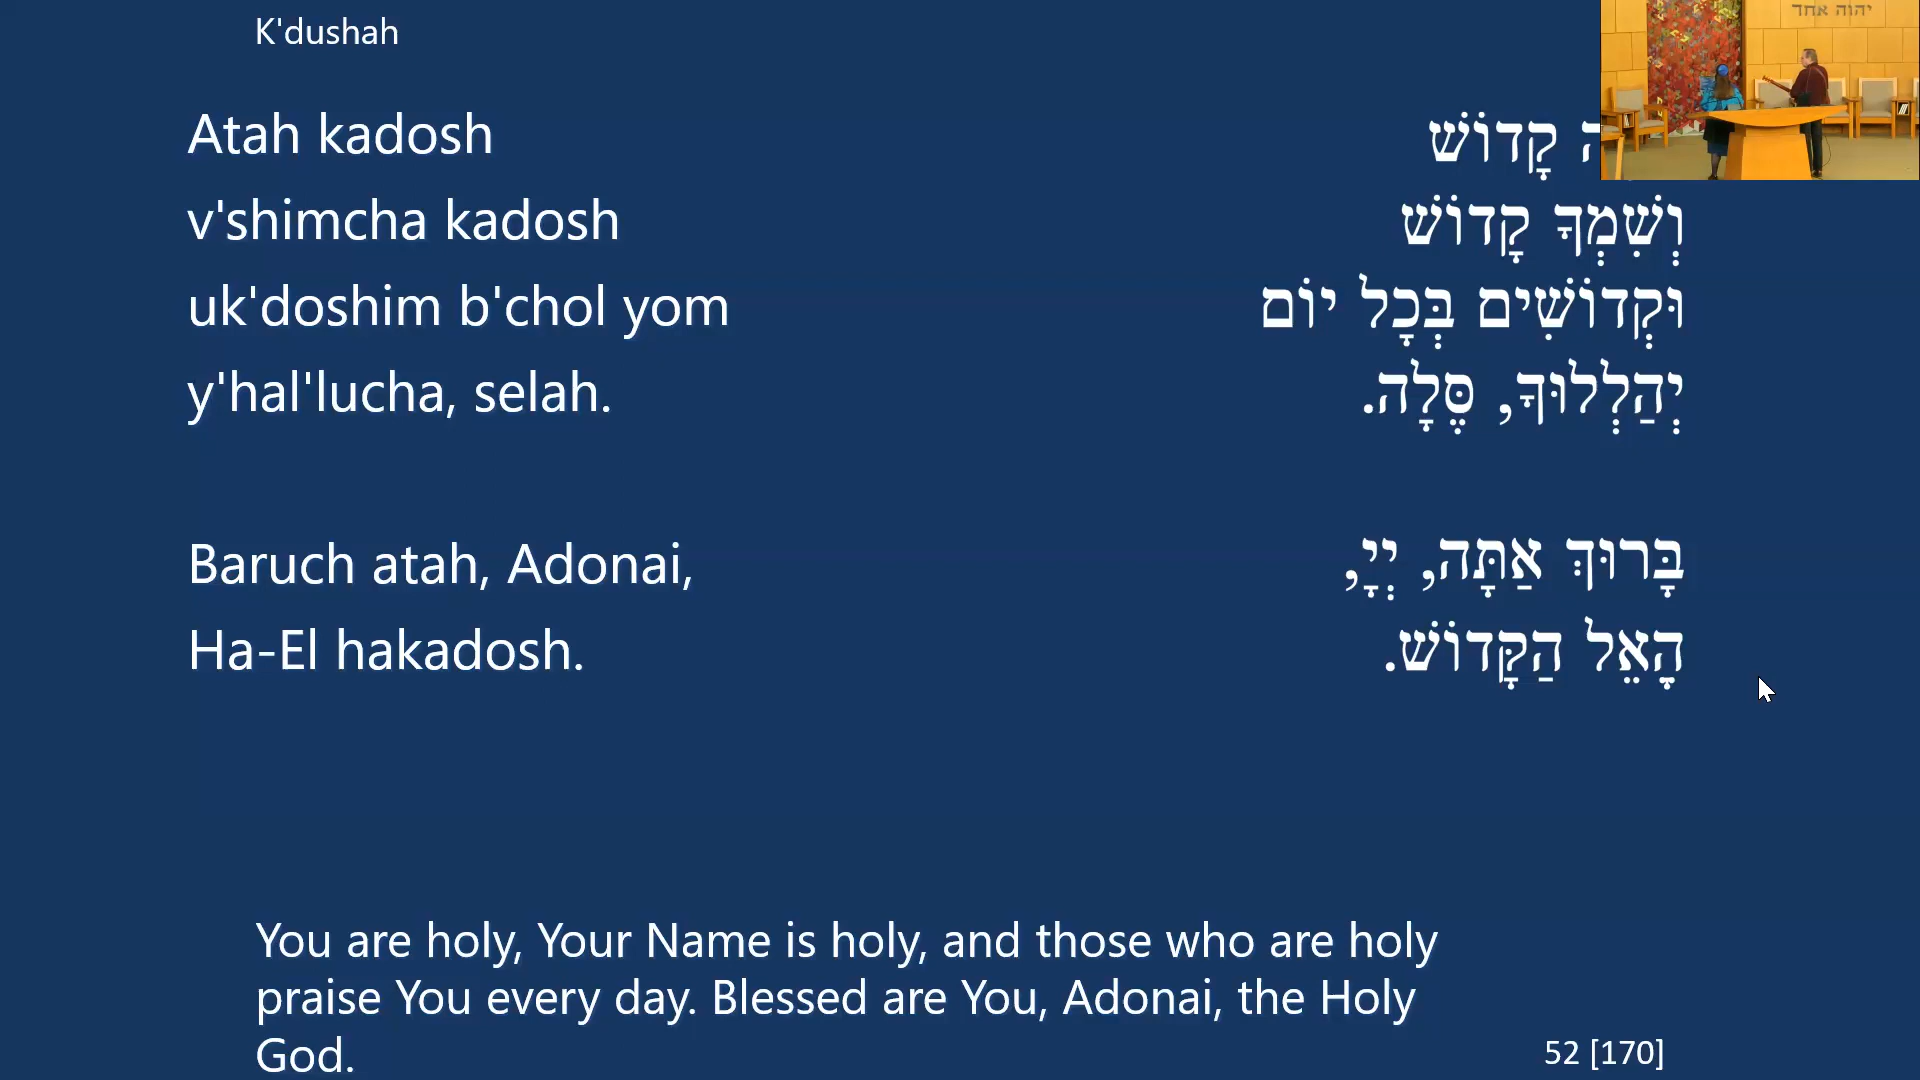 K'dushah
יהוה אחד
Atah kadosh
קָדוֹשׁ
v'shimcha kadosh
וְשִׁמְךָ קָדוֹשׁ
uk'doshim b'chol yom
וּקְדוֹשִׁים בְּכָל יוֹם
y'hal'lucha, selah.
יְהַלְלוּךָ, סֶּלָה.
Baruch atah, Adonai,
בָּרוּךְ אַתָּה, יְיָ,
Ha-El hakadosh.
הָאֵל הַקָּדוֹשׁ.
You are holy, Your Name is holy, and those who are holy
praise You every day. Blessed are You, Adonai, the Holy
God.
52 [170]